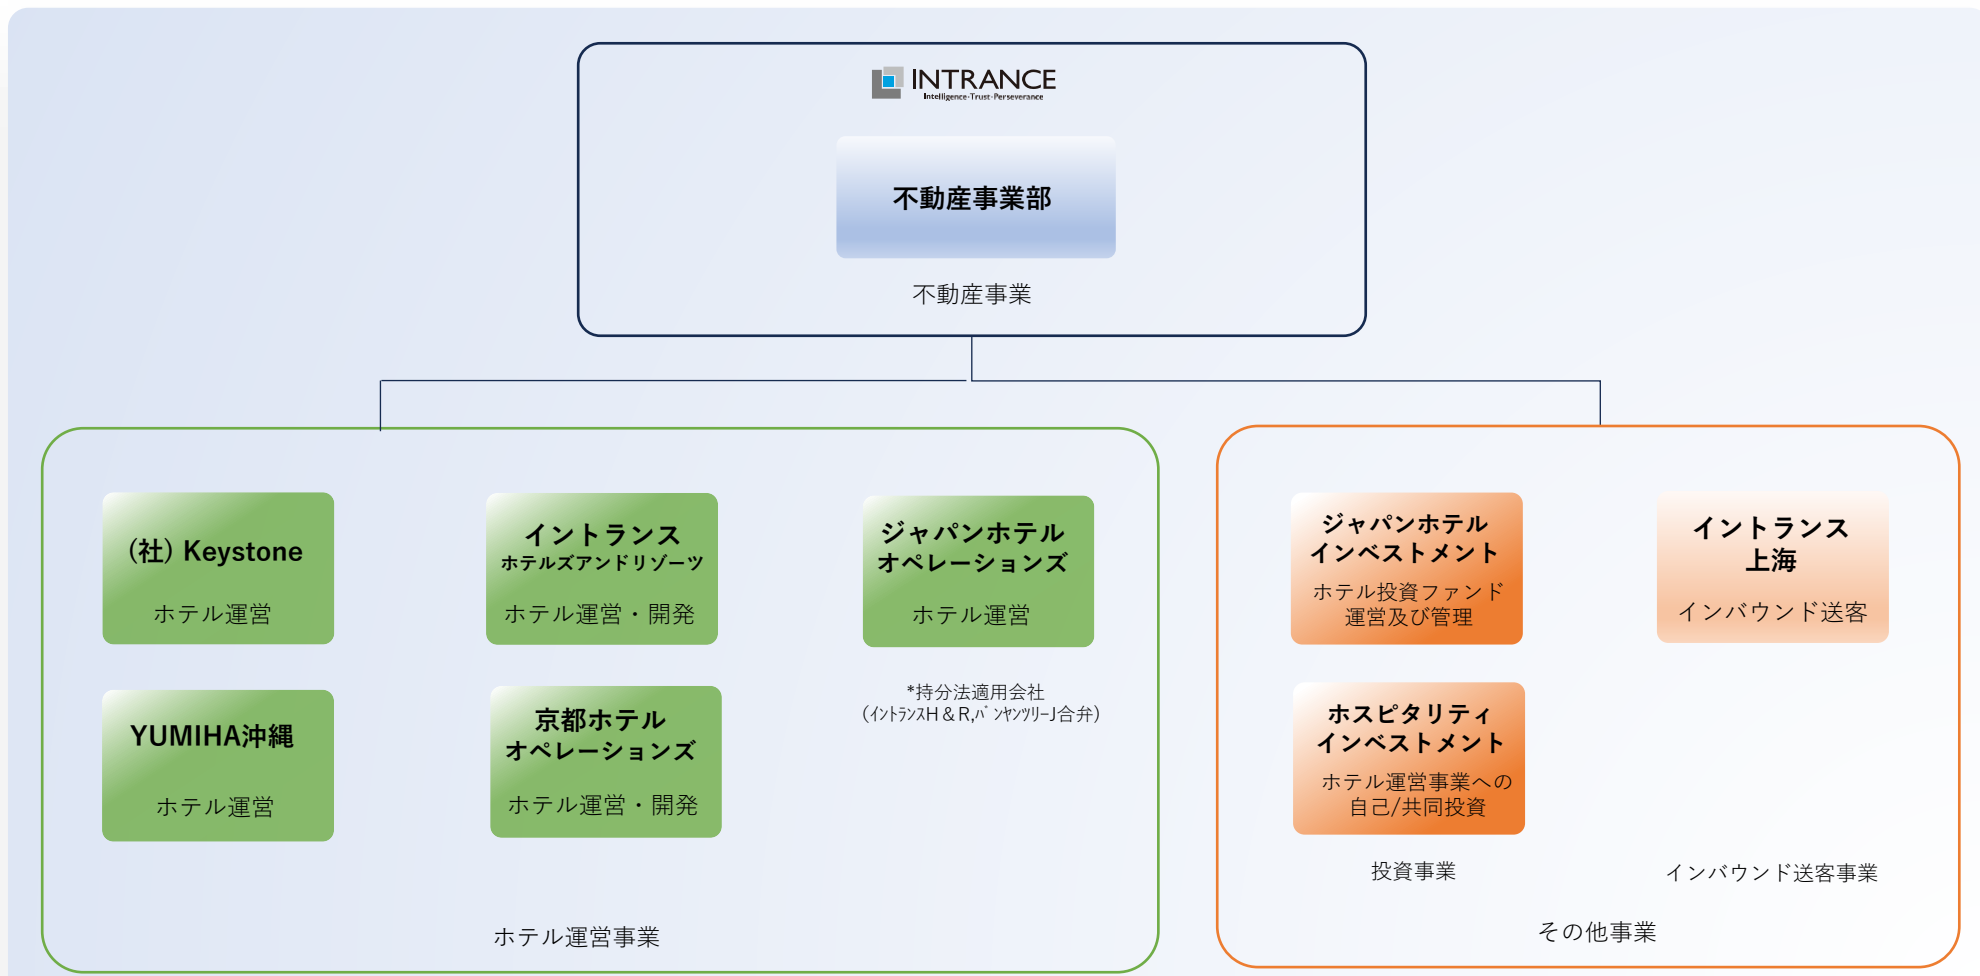 INTRANCE
Intelligence・Trust・Perseverance
不動産事業部
不動産事業
(社) Keystone
ホテル運営
イントランス
ホテルズアンドリゾーツ
ホテル運営・開発
ジャパンホテル
オペレーションズ
ホテル運営
*持分法適用会社
(イントランスH＆R,バンヤンツリーJ合弁)
YUMIHA沖縄
ホテル運営
京都ホテル
オペレーションズ
ホテル運営・開発
ホテル運営事業
ジャパンホテル
インベストメント
ホテル投資ファンド
運営及び管理
イントランス
上海
インバウンド送客
ホスピタリティ
インベストメント
ホテル運営事業への
自己/共同投資
投資事業
インバウンド送客事業
その他事業